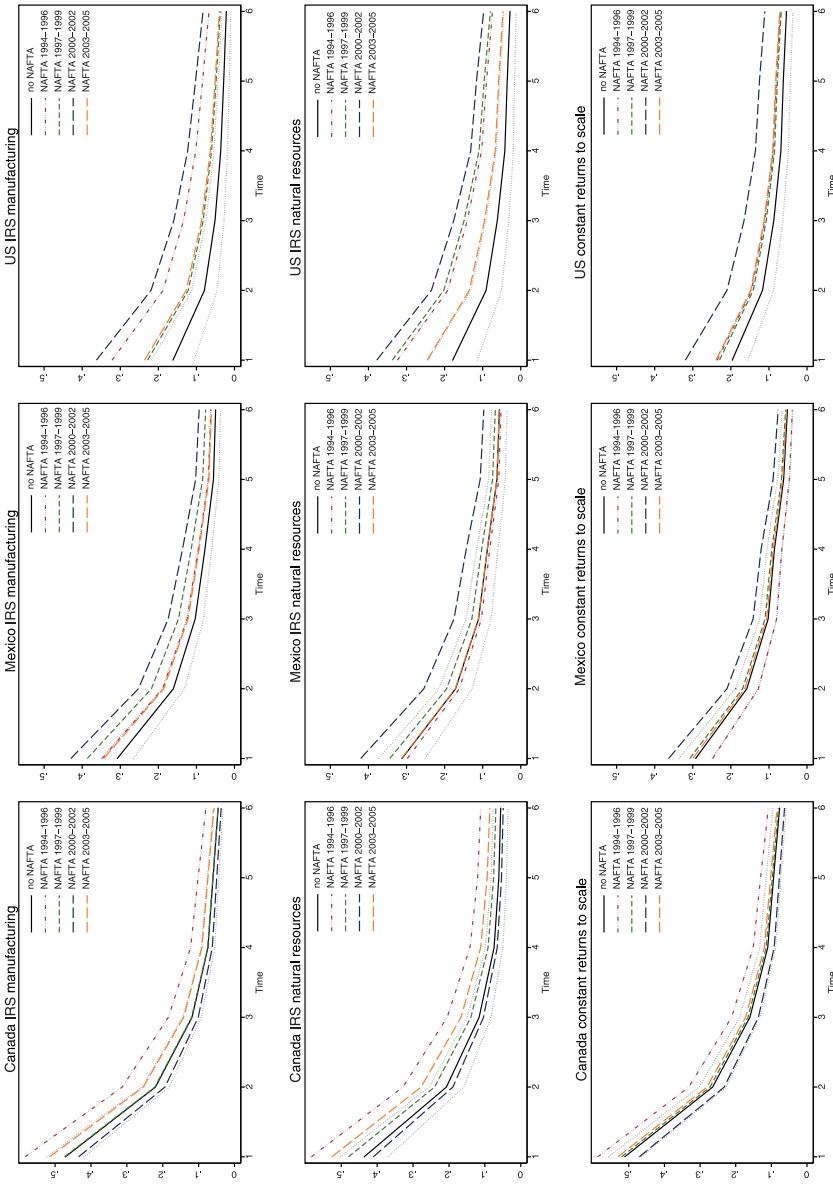 Canada IRS manufacturing
no NAFTA
NAFTA 1994–1996
NAFTA 1997–1999
NAFTA 2000–2002
NAFTA 2003–2005
.5
.4
.3
.2
.1
0
1 2 3 4 5 6
Time
Mexico IRS manufacturing
no NAFTA
NAFTA 1994–1996
NAFTA 1997–1999
NAFTA 2000–2002
NAFTA 2003–2005
.5
.4
.3
.2
.1
0
1 2 3 4 5 6
Time
US IRS manufacturing
no NAFTA
NAFTA 1994–1996
NAFTA 1997–1999
NAFTA 2000–2002
NAFTA 2003–2005
.5
.4
.3
.2
.1
0
1 2 3 4 5 6
Time
Canada IRS natural resources
no NAFTA
NAFTA 1994–1996
NAFTA 1997–1999
NAFTA 2000–2002
NAFTA 2003–2005
.5
.4
.3
.2
.1
0
1 2 3 4 5 6
Time
Mexico IRS natural resources
no NAFTA
NAFTA 1994–1996
NAFTA 1997–1999
NAFTA 2000–2002
NAFTA 2003–2005
.5
.4
.3
.2
.1
0
1 2 3 4 5 6
Time
US IRS natural resources
no NAFTA
NAFTA 1994–1996
NAFTA 1997–1999
NAFTA 2000–2002
NAFTA 2003–2005
.5
.4
.3
.2
.1
0
1 2 3 4 5 6
Time
Canada constant returns to scale
no NAFTA
NAFTA 1994–1996
NAFTA 1997–1999
NAFTA 2000–2002
NAFTA 2003–2005
.5
.4
.3
.2
.1
0
1 2 3 4 5 6
Time
Mexico constant returns to scale
no NAFTA
NAFTA 1994–1996
NAFTA 1997–1999
NAFTA 2000–2002
NAFTA 2003–2005
.5
.4
.3
.2
.1
0
1 2 3 4 5 6
Time
US constant returns to scale
no NAFTA
NAFTA 1994–1996
NAFTA 1997–1999
NAFTA 2000–2002
NAFTA 2003–2005
.5
.4
.3
.2
.1
0
1 2 3 4 5 6
Time